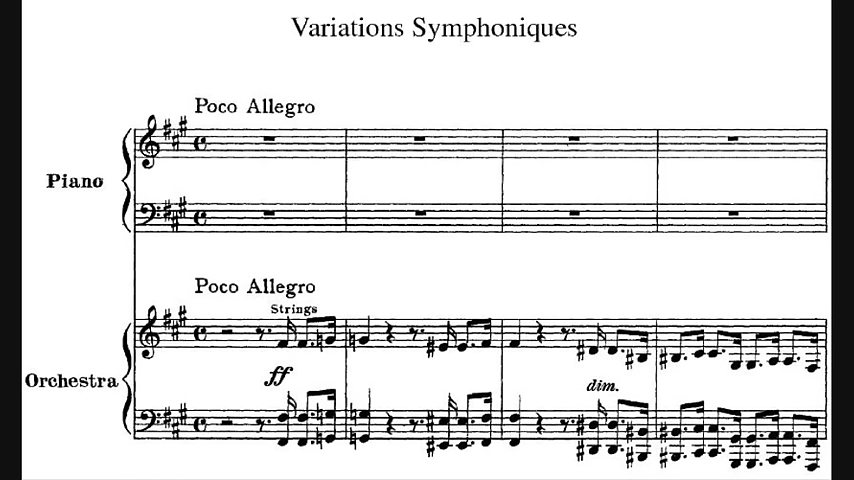 Variations Symphoniques
Poco Allegro
Piano
Poco Allegro
Strings
Orchestra
ff
dim.